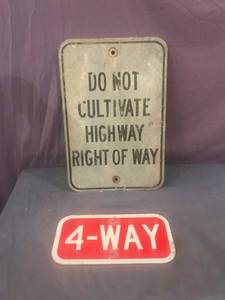 DO NOT
CULTIVATE
HIGHWAY
RIGHT OF WAY
4-WAY